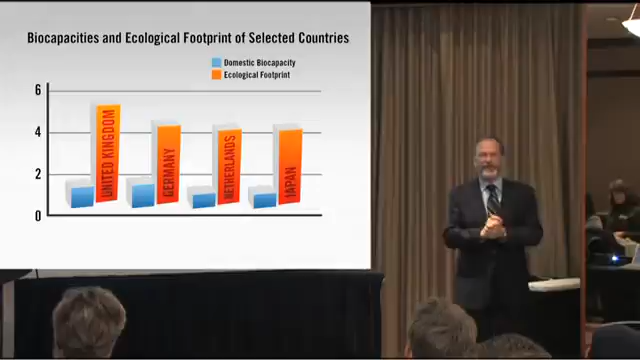 Biocapacities and Ecological Footprint of Selected Countries
Domestic Biocapacity
Ecological Footprint
6
4
2
0
UNITED KINGDOM
GERMANY
NETHERLANDS
JAPAN